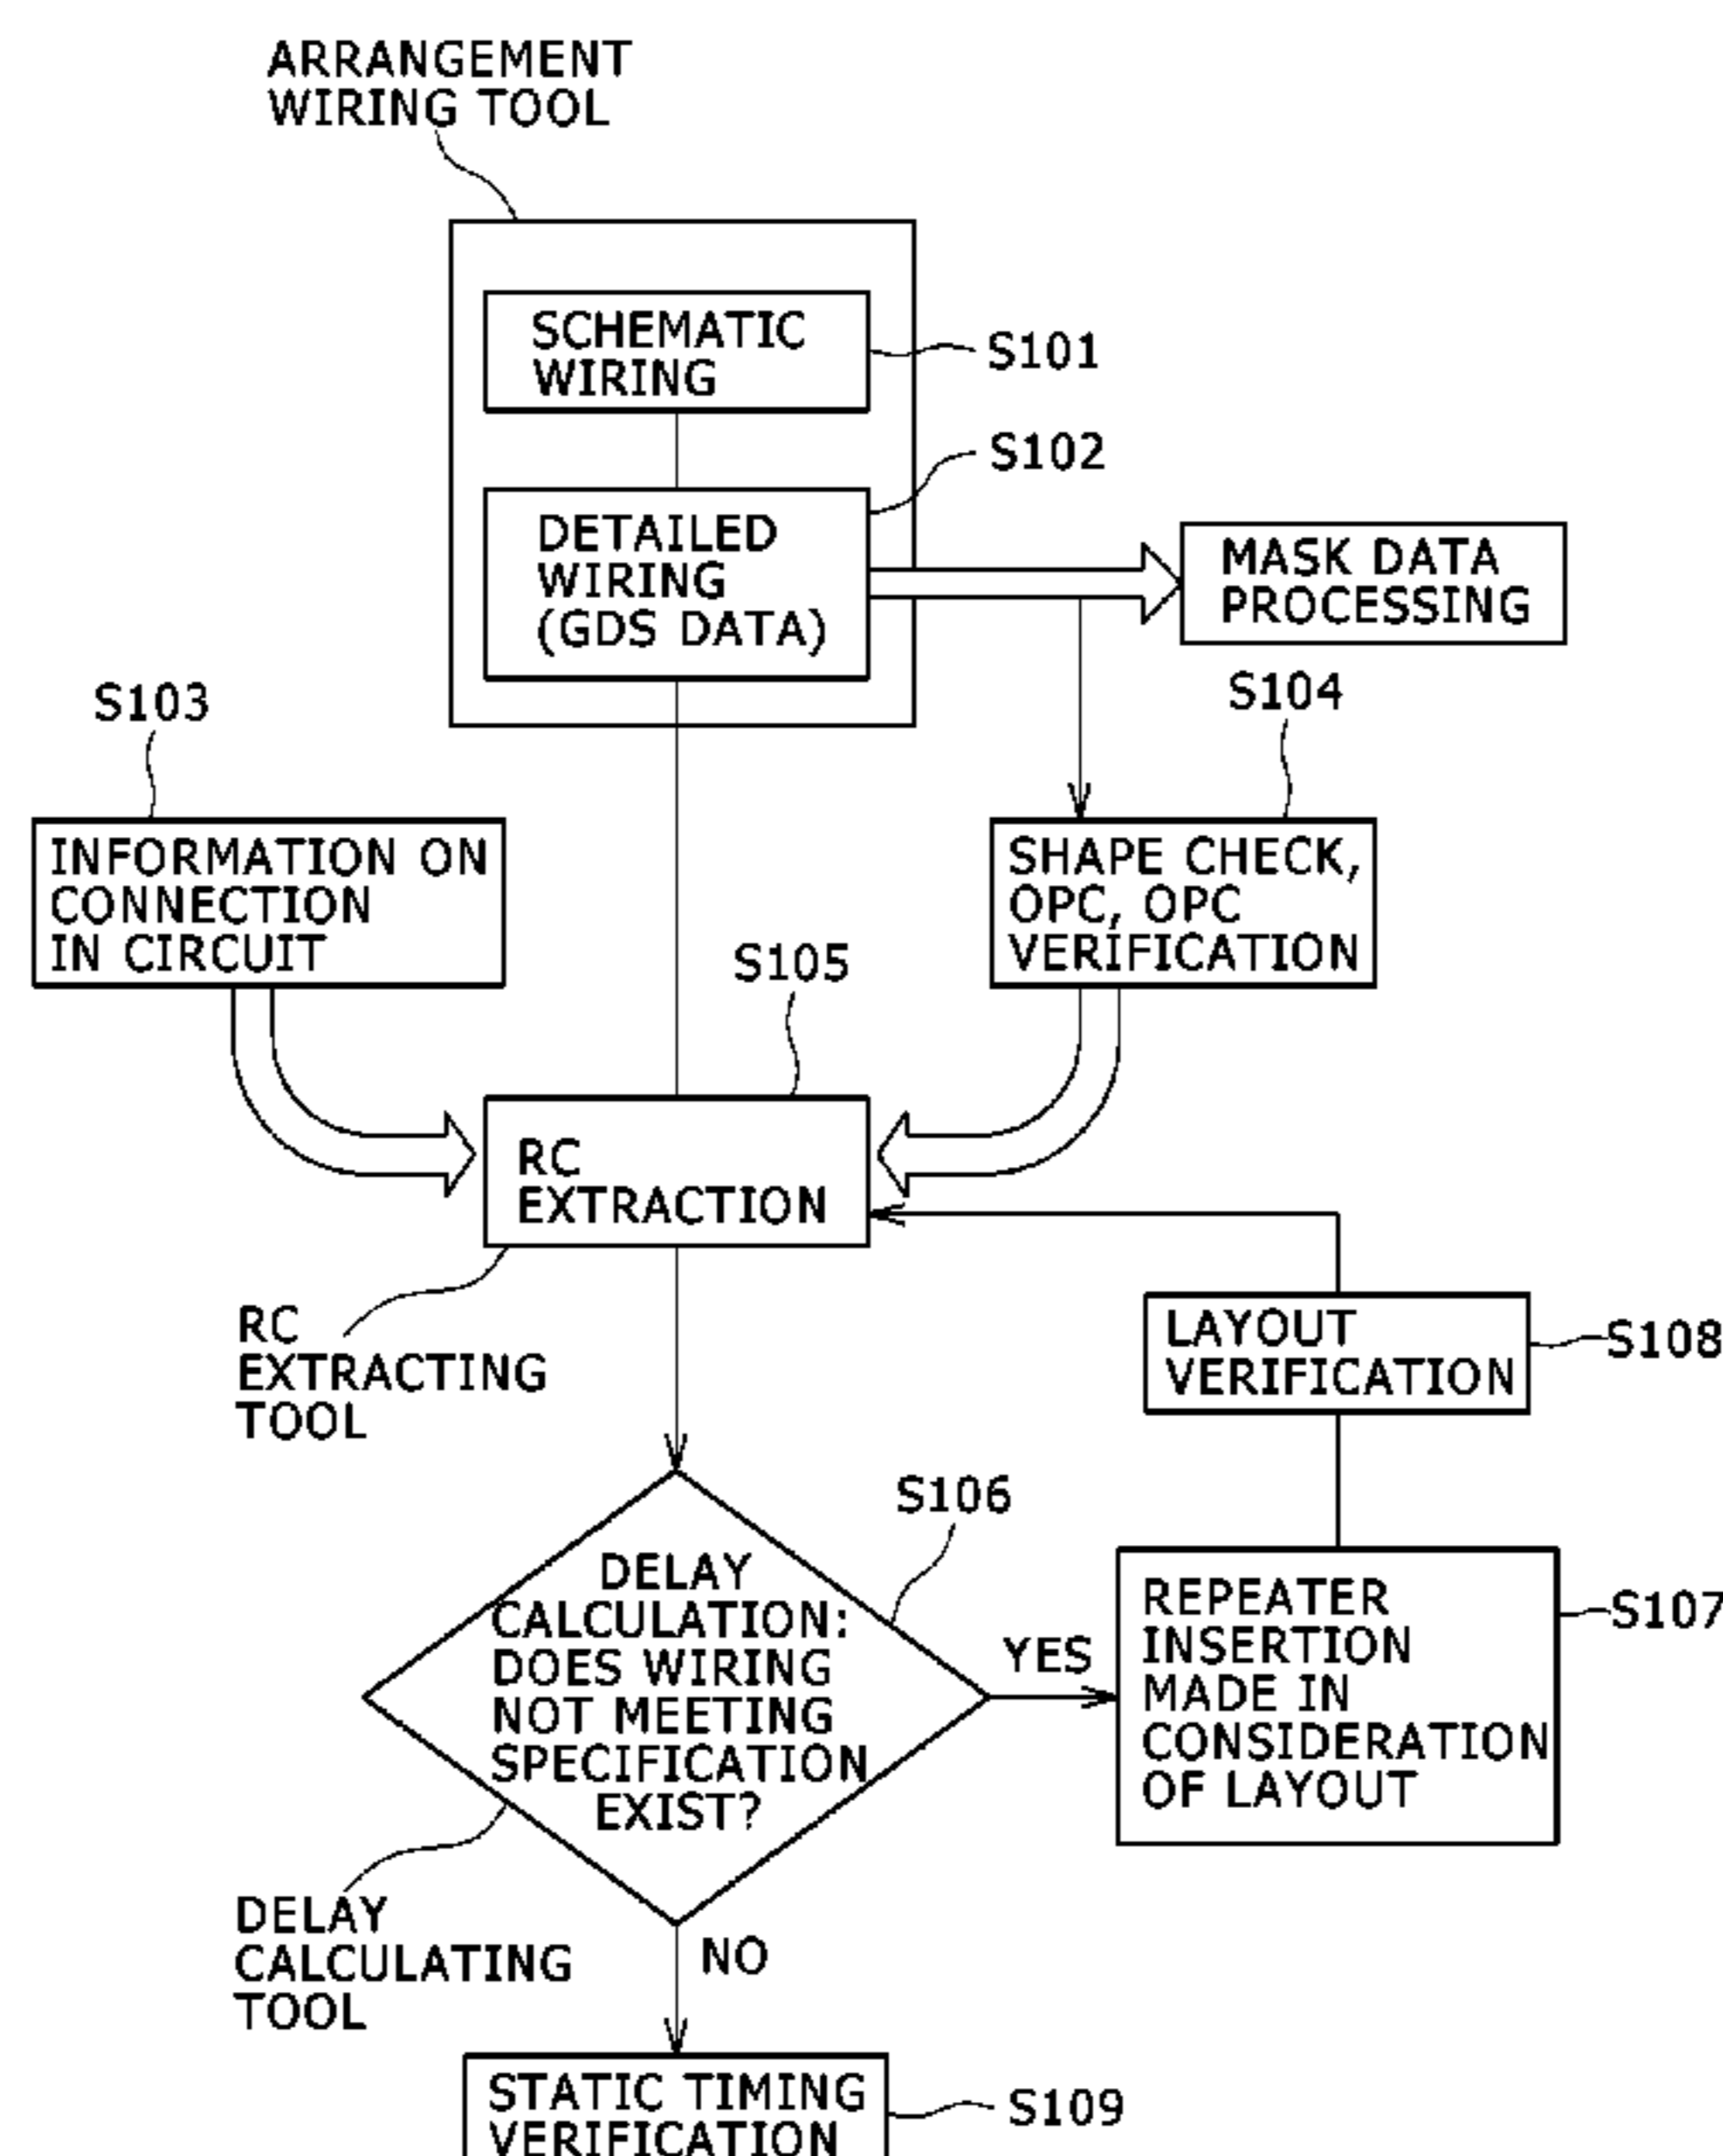 ARRANGEMENT
WIRING TOOL
SCHEMATIC
WIRING
S101
S102
DETAILED
WIRING
(GDS DATA)
MASK DATA
PROCESSING
S103
S104
INFORMATION ON
CONNECTION
IN CIRCUIT
SHAPE CHECK,
OPC, OPC
VERIFICATION
S105
RC
EXTRACTION
RC
EXTRACTING
TOOL
LAYOUT
VERIFICATION
S108
S106
DELAY
CALCULATION:
DOES WIRING
NOT MEETING
SPECIFICATION
EXIST?
YES
REPEATER
INSERTION
MADE IN
CONSIDERATION
OF LAYOUT
S107
DELAY
CALCULATING
TOOL
NO
STATIC TIMING
VERIFICATION
S109